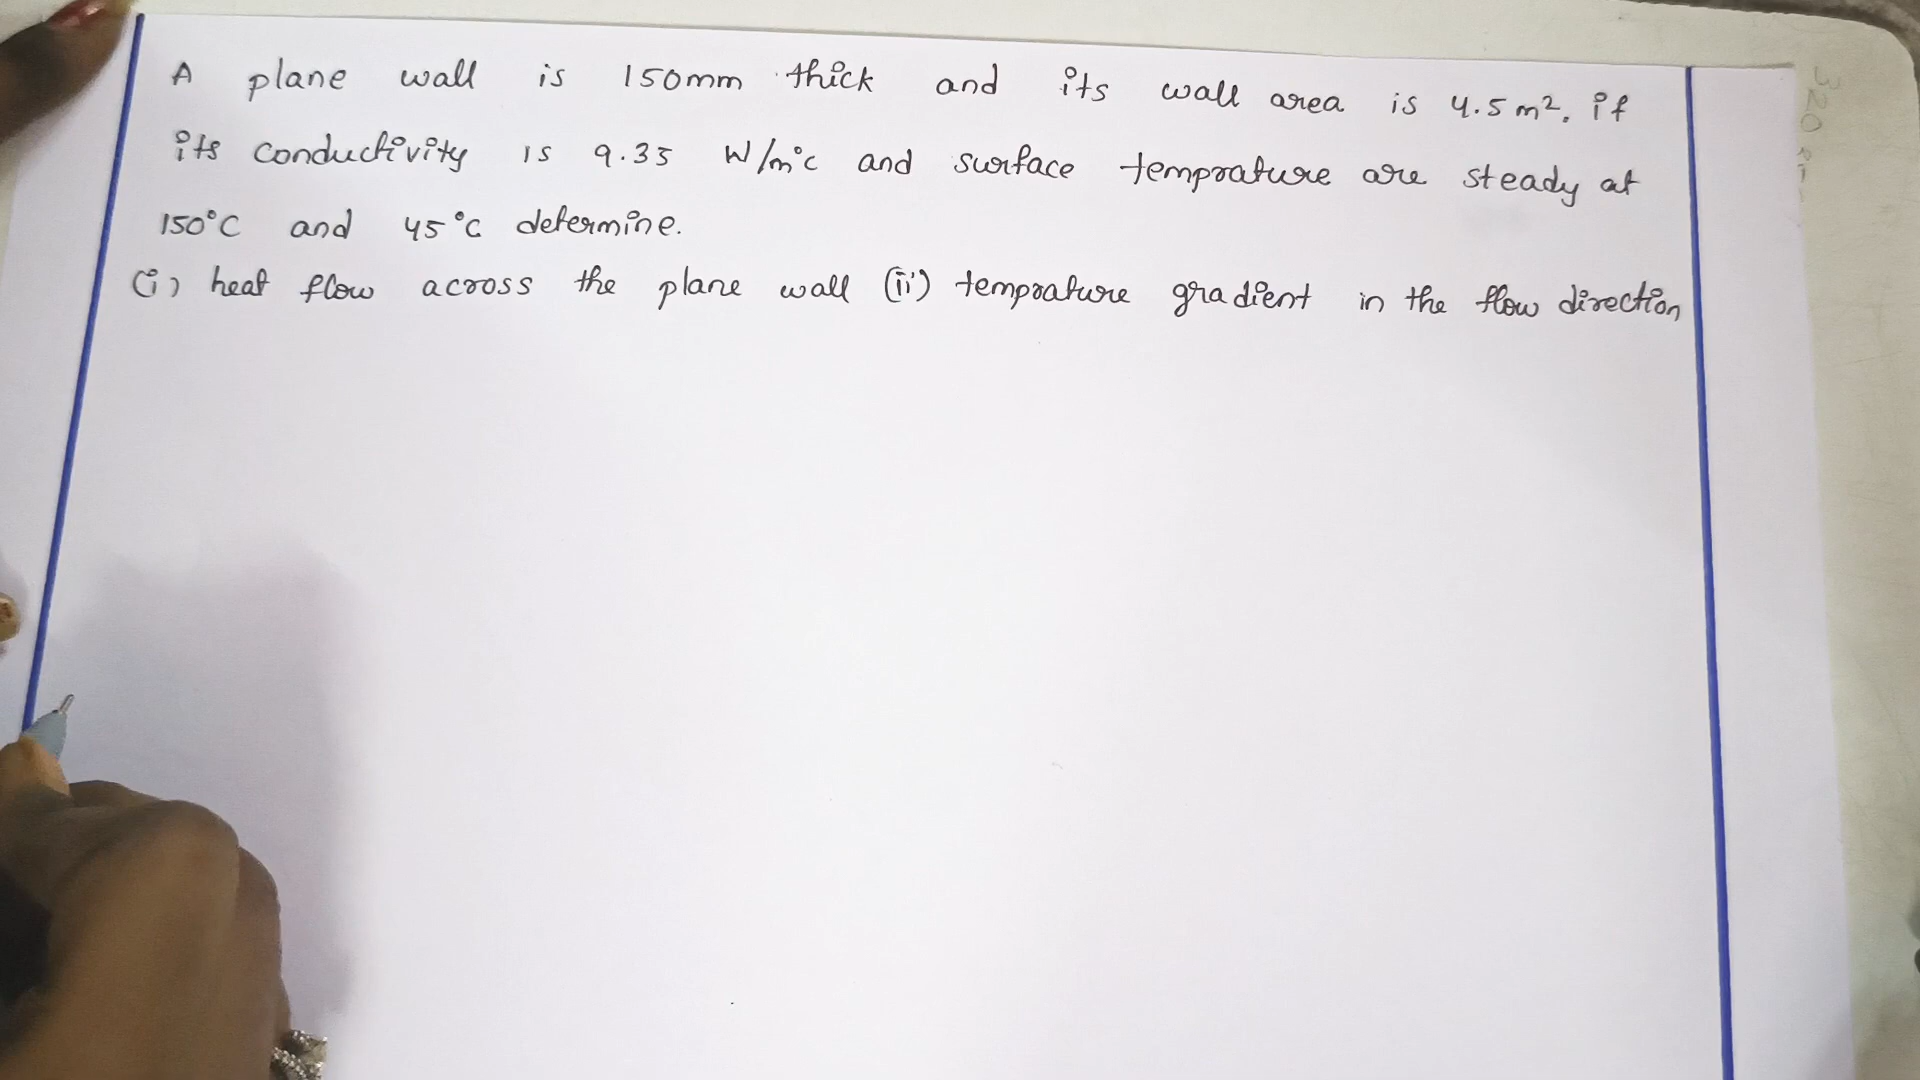 A plane wall is 150mm thick and its wall area is 4.5 m². if
its conductivity is 9.35 W/m°c and surface temprature are steady at
150°C and 45°C determine.
(i) heat flow across the plane wall (ii) temprature gradient in the flow direction